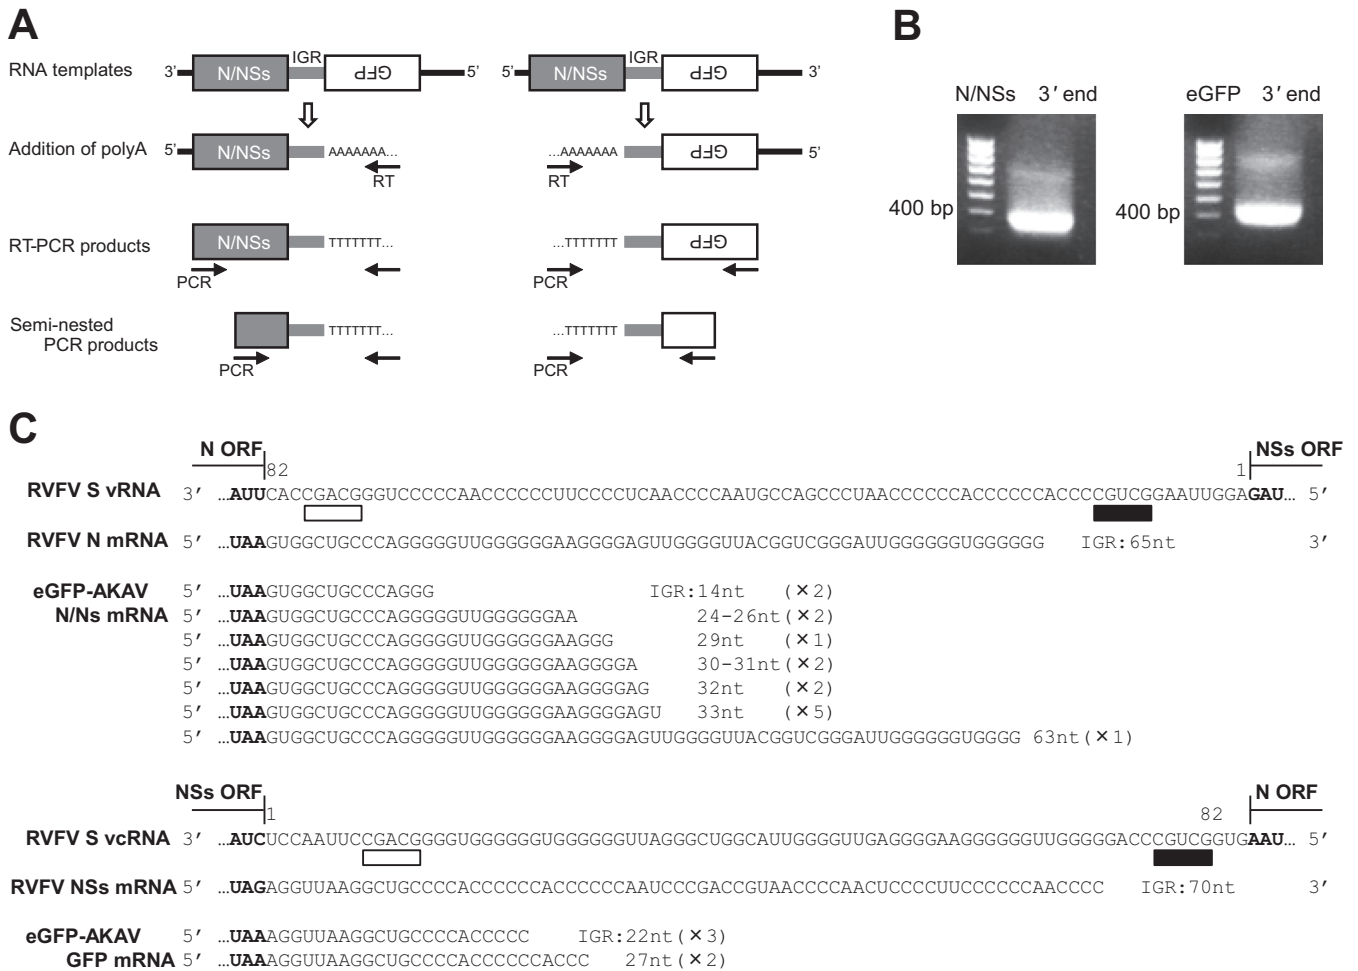 A
B
RNA templates 3’ N/NSs IGR GFP 5’ 5’ N/NSs IGR GFP 3’
N/NSs 3′ end eGFP 3′ end
Addition of polyA 5’ N/NSs AAAAAAA... ...AAAAAAA GFP 5’
RT RT
400 bp 400 bp
RT-PCR products N/NSs TTTTTTT... ...TTTTTTT GFP
PCR PCR
Semi-nested
PCR products TTTTTTT... ...TTTTTTT
PCR PCR
C
N ORF NSs ORF
82 1
RVFV S vRNA 3′ …AUUCACCGACGGGUCCCCCAACCCCCCUUCCCCUCAACCCCAAUGCCAGCCCUAACCCCCCACCCCCCACCCCGUCGGAAUUGGAGAU… 5′
RVFV N mRNA 5′ …UAAGUGGCUGCCCAGGGGGUUGGGGGGAAGGGGAGUUGGGGUUACGGUCGGGAUUGGGGGGUGGGGGG IGR:65nt 3′
eGFP-AKAV 5′ …UAAGUGGCUGCCCAGGG IGR:14nt (×2)
N/Ns mRNA 5′ …UAAGUGGCUGCCCAGGGGGUUGGGGGGAA 24-26nt(×2)
5′ …UAAGUGGCUGCCCAGGGGGUUGGGGGGAAGGG 29nt (×1)
5′ …UAAGUGGCUGCCCAGGGGGUUGGGGGGAAGGGGA 30-31nt(×2)
5′ …UAAGUGGCUGCCCAGGGGGUUGGGGGGAAGGGGAG 32nt (×2)
5′ …UAAGUGGCUGCCCAGGGGGUUGGGGGGAAGGGGAGU 33nt (×5)
5′ …UAAGUGGCUGCCCAGGGGGUUGGGGGGAAGGGGAGUUGGGGUUACGGUCGGGAUUGGGGGGUGGGG 63nt(×1)
NSs ORF N ORF
1 82
RVFV S vcRNA 3′ …AUCUCCAAUUCCGACGGGGUGGGGGGUGGGGGGUUAGGGCUGGCAUUGGGGUUGAGGGGAAGGGGGGUUGGGGGACCCGUCGGUGAAU… 5′
RVFV NSs mRNA 5′ …UAGAGGUUAAGGCUGCCCCACCCCCCACCCCCCAAUCCCGACCGUAACCCCAACUCCCCUUCCCCCCAACCCC IGR:70nt 3′
eGFP-AKAV 5′ …UAAAGGUUAAGGCUGCCCCACCCCC IGR:22nt(×3)
GFP mRNA 5′ …UAAAGGUUAAGGCUGCCCCACCCCCCACCC 27nt(×2)